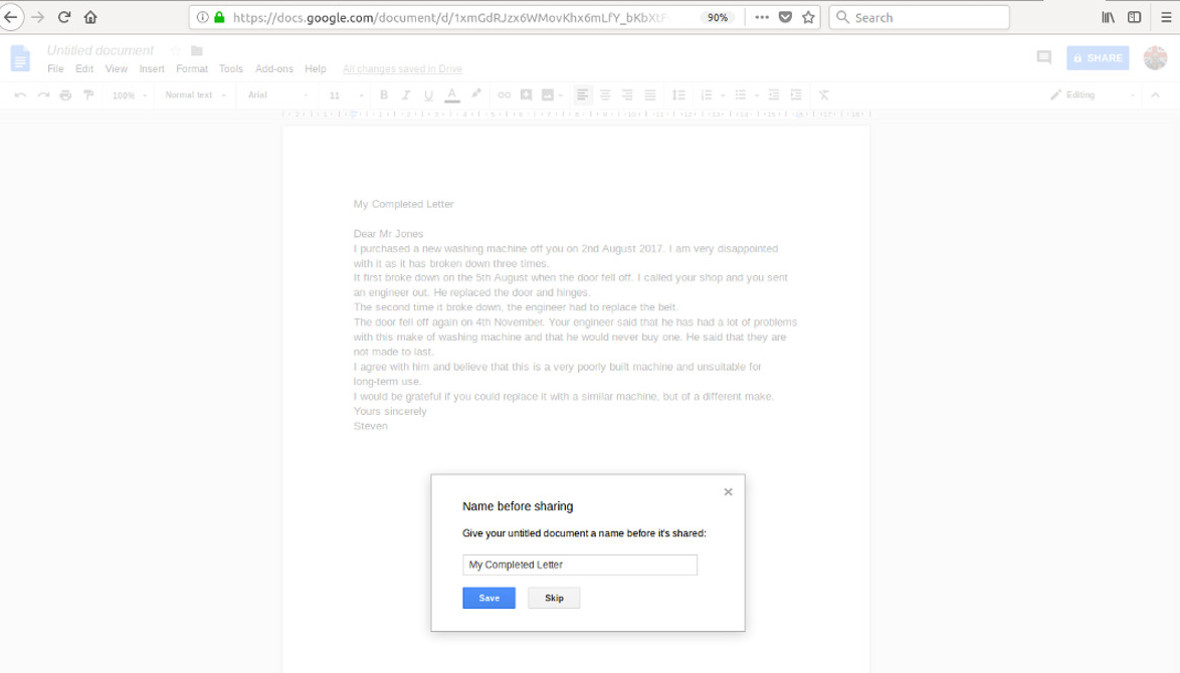 https://docs.google.com/document/d/1xmGdRJzx6WMovKhx6mLfY_bKbXtF
90%
Search
Untitled document
File Edit View Insert Format Tools Add-ons Help All changes saved in Drive
SHARE
100% Normal text Arial 11 B I U A Editing
My Completed Letter
Dear Mr Jones
I purchased a new washing machine off you on 2nd August 2017. I am very disappointed
with it as it has broken down three times.
It first broke down on the 5th August when the door fell off. I called your shop and you sent
an engineer out. He replaced the door and hinges.
The second time it broke down, the engineer had to replace the belt.
The door fell off again on 4th November. Your engineer said that he has had a lot of problems
with this make of washing machine and that he would never buy one. He said that they are
not made to last.
I agree with him and believe that this is a very poorly built machine and unsuitable for
long-term use.
I would be grateful if you could replace it with a similar machine, but of a different make.
Yours sincerely
Steven
Name before sharing
Give your untitled document a name before it's shared:
My Completed Letter
Save Skip